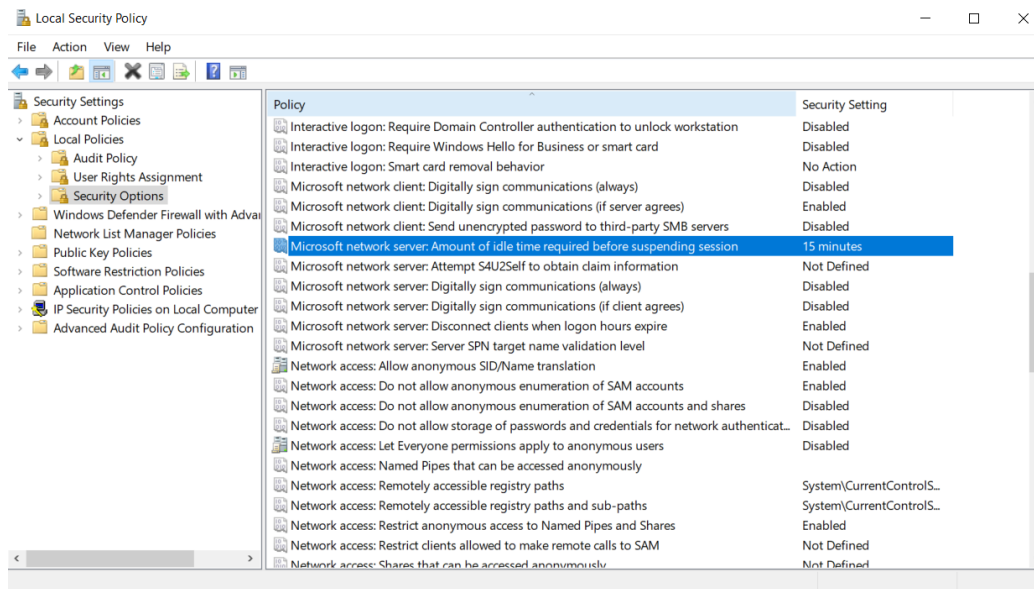 Local Security Policy
File Action View Help
Security Settings
Account Policies
Local Policies
Audit Policy
User Rights Assignment
Security Options
Windows Defender Firewall with Advai
Network List Manager Policies
Public Key Policies
Software Restriction Policies
Application Control Policies
IP Security Policies on Local Computer
Advanced Audit Policy Configuration
Policy Security Setting
Interactive logon: Require Domain Controller authentication to unlock workstation Disabled
Interactive logon: Require Windows Hello for Business or smart card Disabled
Interactive logon: Smart card removal behavior No Action
Microsoft network client: Digitally sign communications (always) Disabled
Microsoft network client: Digitally sign communications (if server agrees) Enabled
Microsoft network client: Send unencrypted password to third-party SMB servers Disabled
Microsoft network server: Amount of idle time required before suspending session 15 minutes
Microsoft network server: Attempt S4U2Self to obtain claim information Not Defined
Microsoft network server: Digitally sign communications (always) Disabled
Microsoft network server: Digitally sign communications (if client agrees) Disabled
Microsoft network server: Disconnect clients when logon hours expire Enabled
Microsoft network server: Server SPN target name validation level Not Defined
Network access: Allow anonymous SID/Name translation Enabled
Network access: Do not allow anonymous enumeration of SAM accounts Enabled
Network access: Do not allow anonymous enumeration of SAM accounts and shares Disabled
Network access: Do not allow storage of passwords and credentials for network authenticat... Disabled
Network access: Let Everyone permissions apply to anonymous users Disabled
Network access: Named Pipes that can be accessed anonymously
Network access: Remotely accessible registry paths System\CurrentControlS...
Network access: Remotely accessible registry paths and sub-paths System\CurrentControlS...
Network access: Restrict anonymous access to Named Pipes and Shares Enabled
Network access: Restrict clients allowed to make remote calls to SAM Not Defined
Network access: Shares that can be accessed anonymously Not Defined